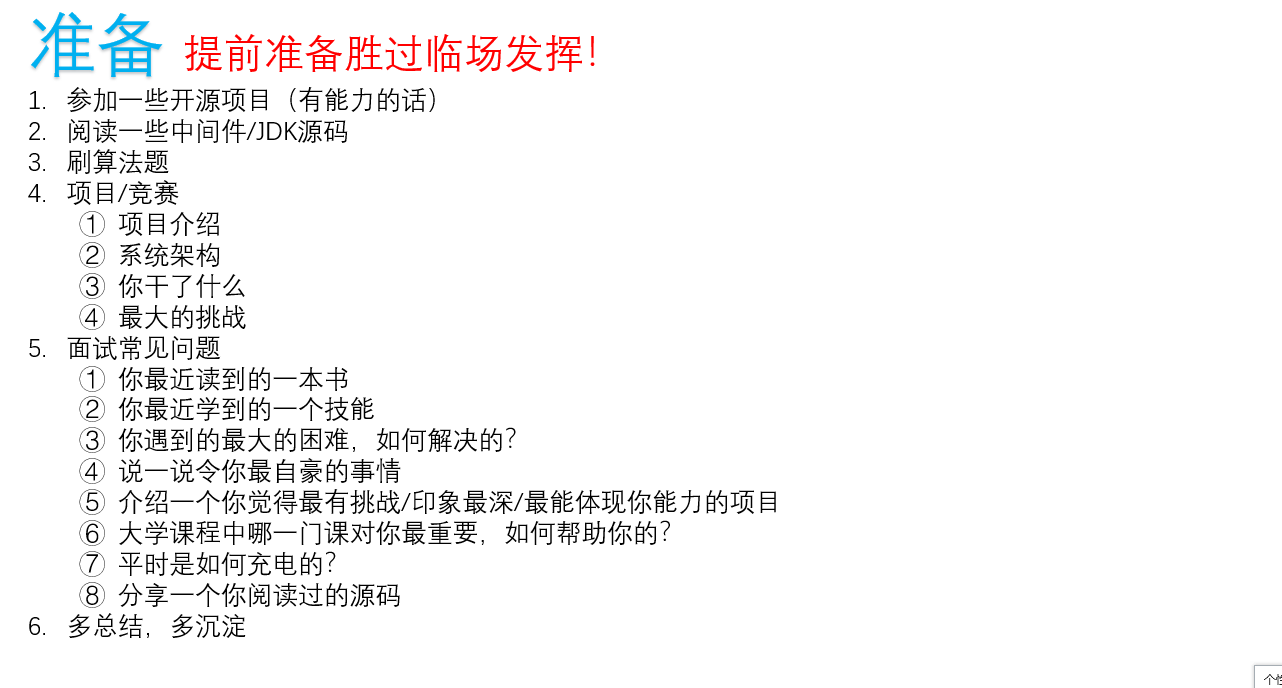 准备 提前准备胜过临场发挥！
1. 参加一些开源项目（有能力的话）
2. 阅读一些中间件/JDK源码
3. 刷算法题
4. 项目/竞赛
① 项目介绍
② 系统架构
③ 你干了什么
④ 最大的挑战
5. 面试常见问题
① 你最近读到的一本书
② 你最近学到的一个技能
③ 你遇到的最大的困难，如何解决的？
④ 说一说令你最自豪的事情
⑤ 介绍一个你觉得最有挑战/印象最深/最能体现你能力的项目
⑥ 大学课程中哪一门课对你最重要，如何帮助你的？
⑦ 平时是如何充电的？
⑧ 分享一个你阅读过的源码
6. 多总结，多沉淀